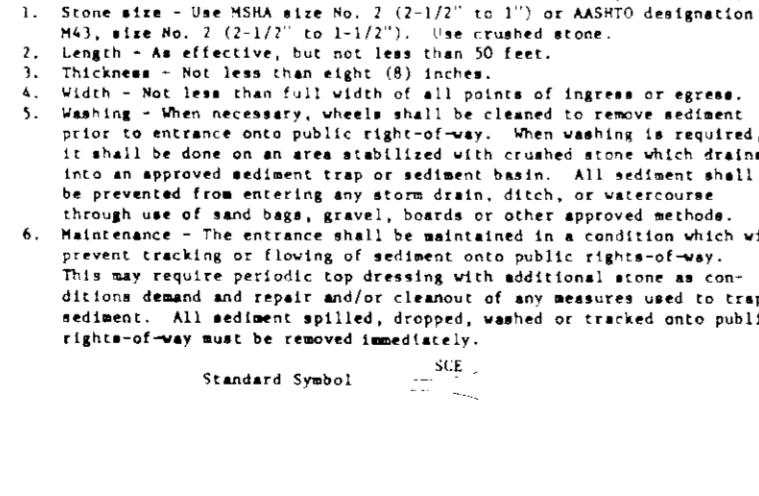 1. Stone size - Use MSHA size No. 2 (2-1/2" to 1") or AASHTO designation
M43, size No. 2 (2-1/2" to 1-1/2"). Use crushed stone.
2. Length - As effective, but not less than 50 feet.
3. Thickness - Not less than eight (8) inches.
4. Width - Not less than full width of all points of ingress or egress.
5. Washing - When necessary, wheels shall be cleaned to remove sediment
prior to entrance onto public right-of-way. When washing is required,
it shall be done on an area stabilized with crushed stone which drains
into an approved sediment trap or sediment basin. All sediment shall
be prevented from entering any storm drain, ditch, or watercourse
through use of sand bags, gravel, boards or other approved methods.
6. Maintenance - The entrance shall be maintained in a condition which wi
prevent tracking or flowing of sediment onto public rights-of-way.
This may require periodic top dressing with additional stone as con-
ditions demand and repair and/or cleanout of any measures used to trap
sediment. All sediment spilled, dropped, washed or tracked onto publi
rights-of-way must be removed immediately.
Standard Symbol SCE